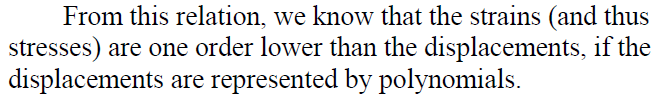 From this relation, we know that the strains (and thus
stresses) are one order lower than the displacements, if the
displacements are represented by polynomials.